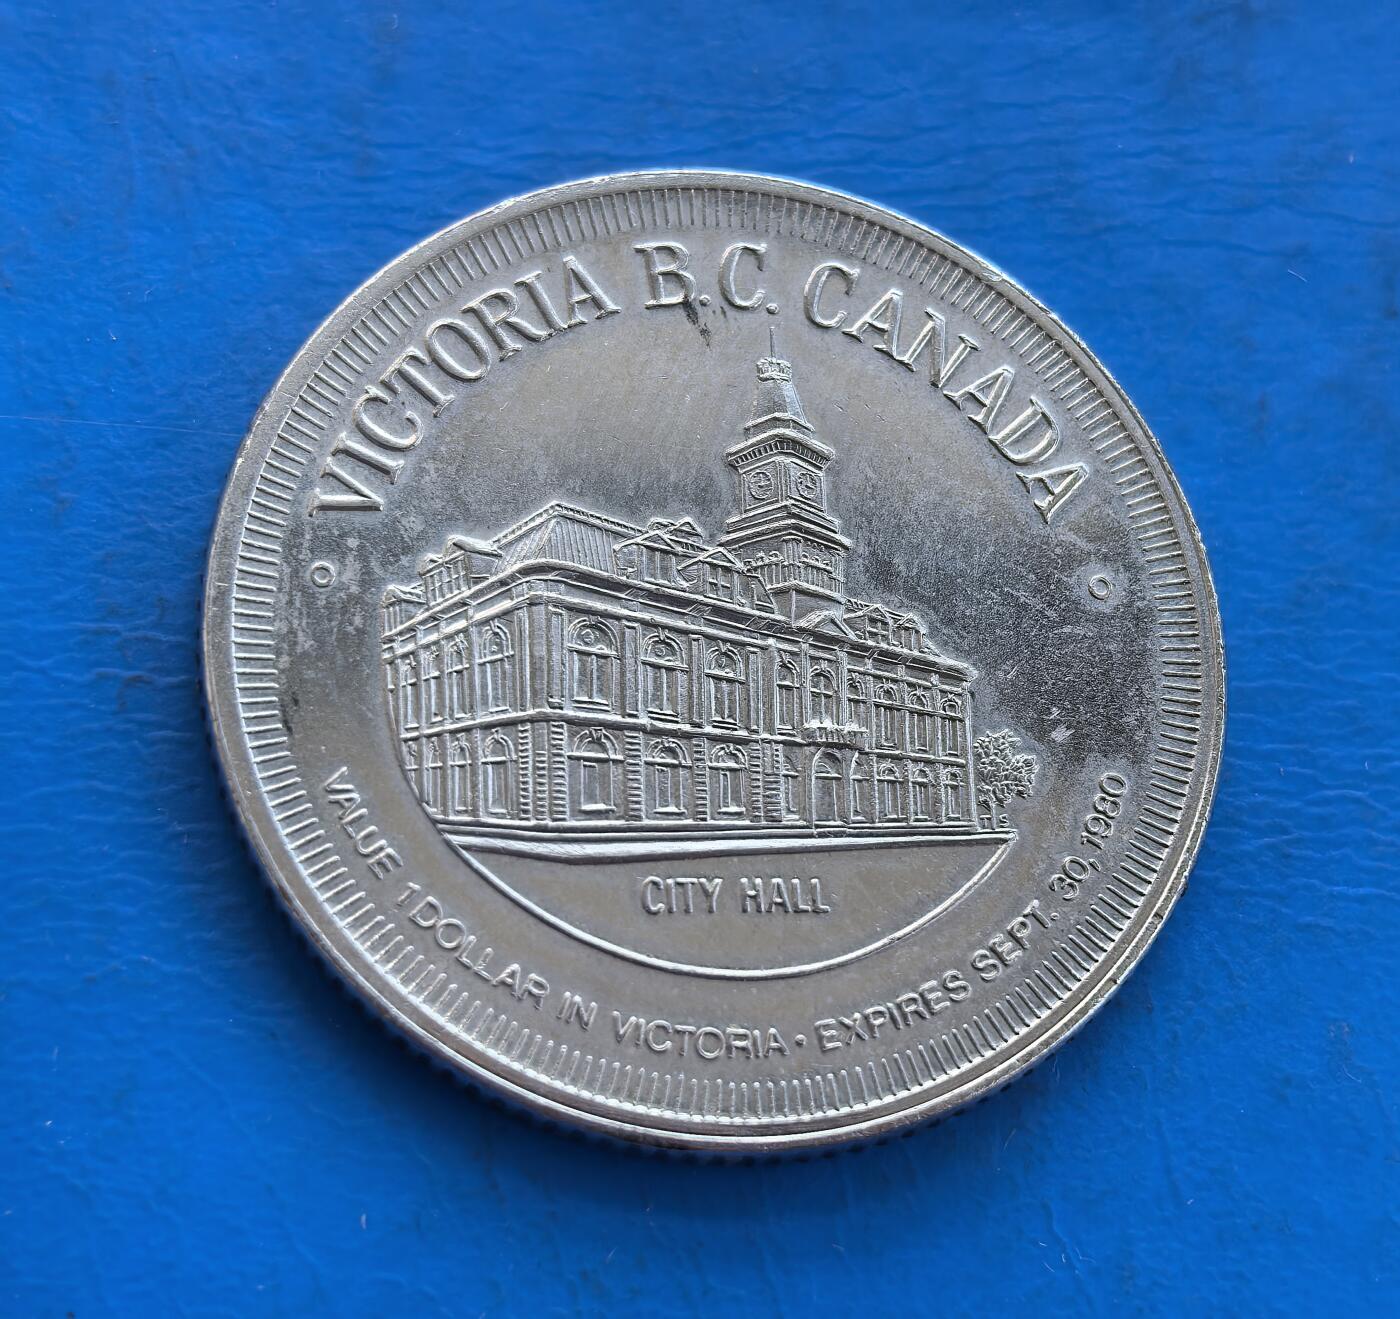 VICTORIA B.C. CANADA
T S
CITY HALL
VALUE 1 DOLLAR IN VICTORIA • EXPIRES SEPT. 30, 1980